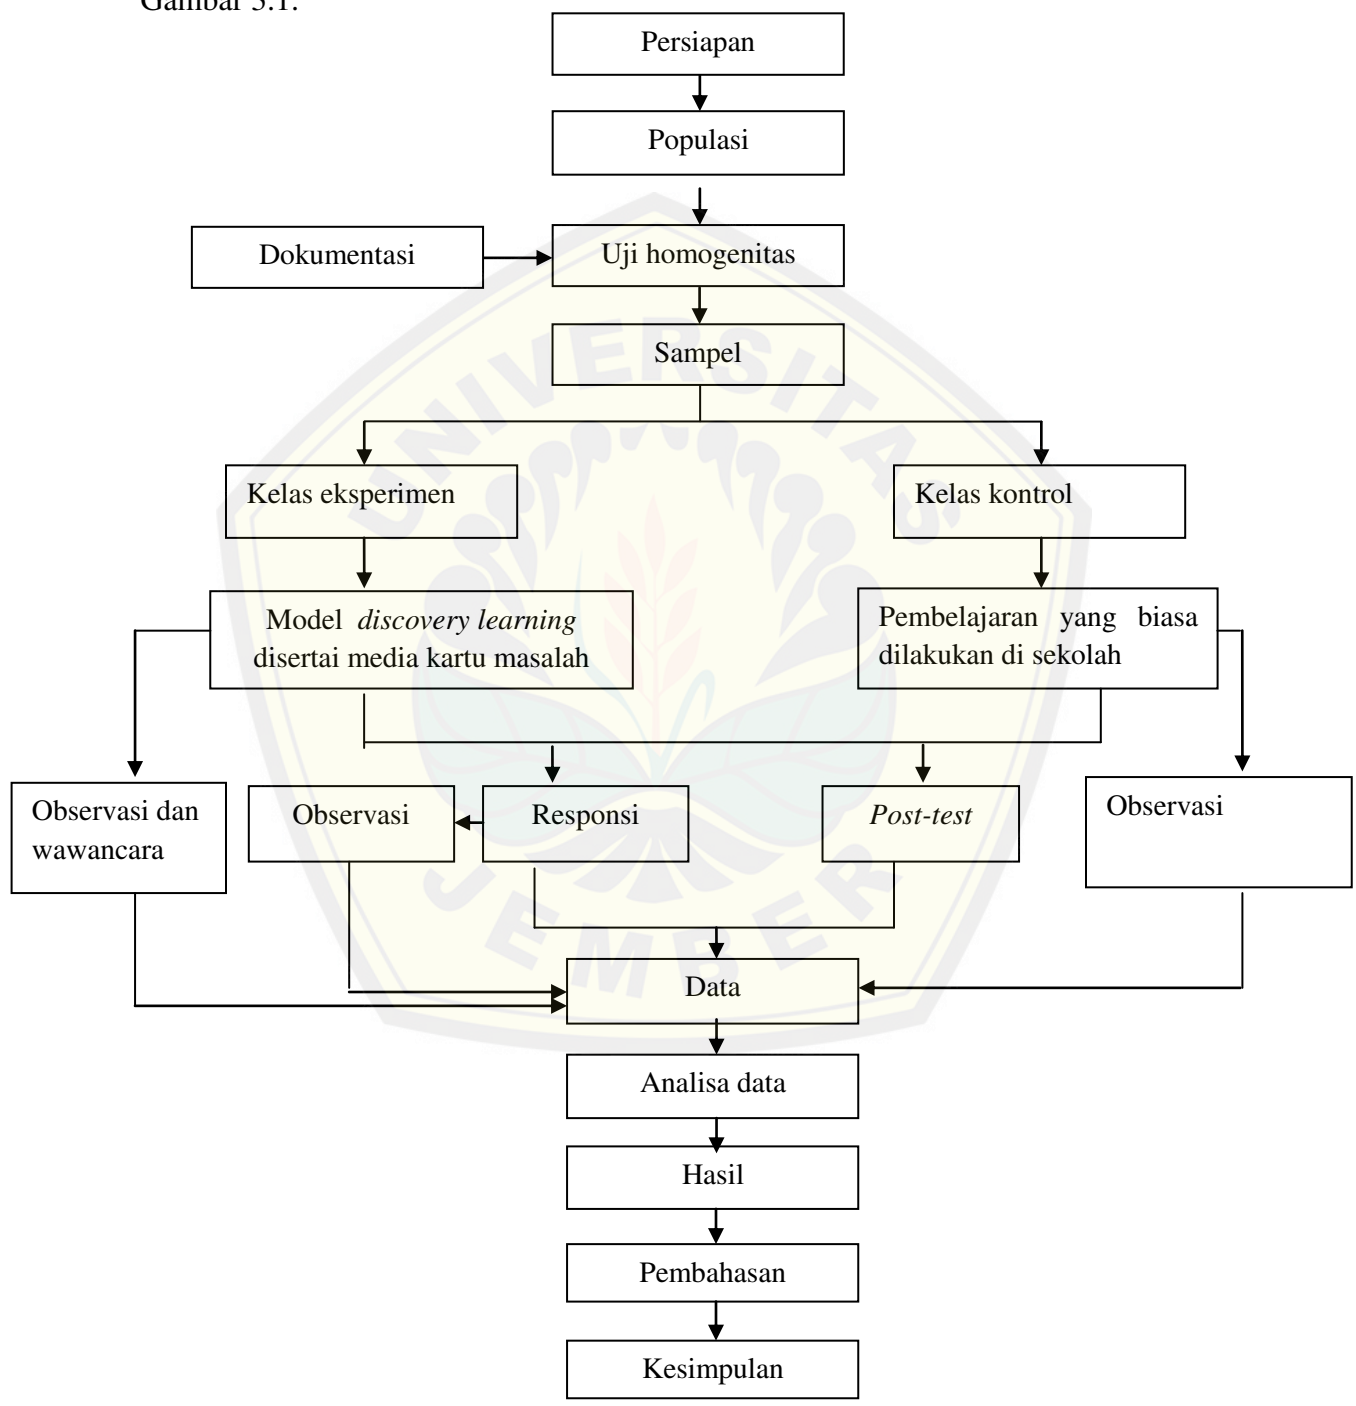 Gambar 3.1.
Persiapan
Populasi
Dokumentasi
Uji homogenitas
Sampel
Kelas eksperimen
Kelas kontrol
Model discovery learning
disertai media kartu masalah
Pembelajaran yang biasa
dilakukan di sekolah
Observasi dan
wawancara
Observasi
Responsi
Post-test
Observasi
Data
Analisa data
Hasil
Pembahasan
Kesimpulan
UNIVERSITAS
JEMBER